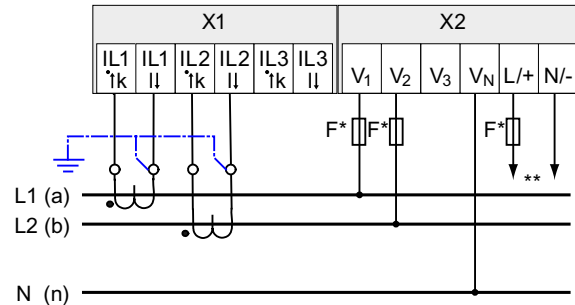 X1 X2
IL1 IL1 IL2 IL2 IL3 IL3 V1 V2 V3 VN L/+ N/-
k l k l k l
F* F* F*
**
L1 (a)
L2 (b)
N (n)